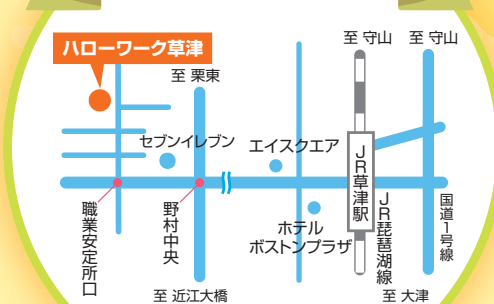 ハローワーク草津
至 栗東
至 守山
至 守山
セブンイレブン
エイスクエア
JR草津駅
職業安定所口
野村中央
ホテル
ボストンプラザ
JR琵琶湖線
国道1号線
至 近江大橋
至 大津